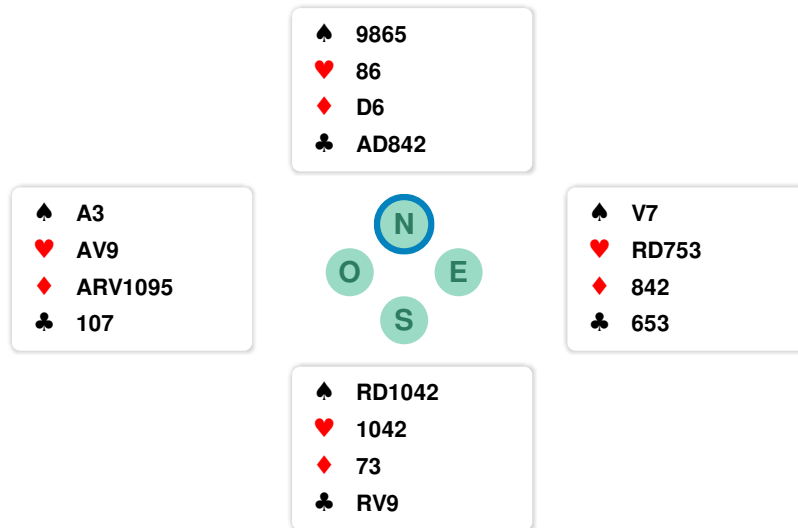 ♠ 9865
♥ 86
♦ D6
♣ AD842
♠ A3
♥ AV9
♦ ARV1095
♣ 107
N
O
E
S
♠ V7
♥ RD753
♦ 842
♣ 653
♠ RD1042
♥ 1042
♦ 73
♣ RV9